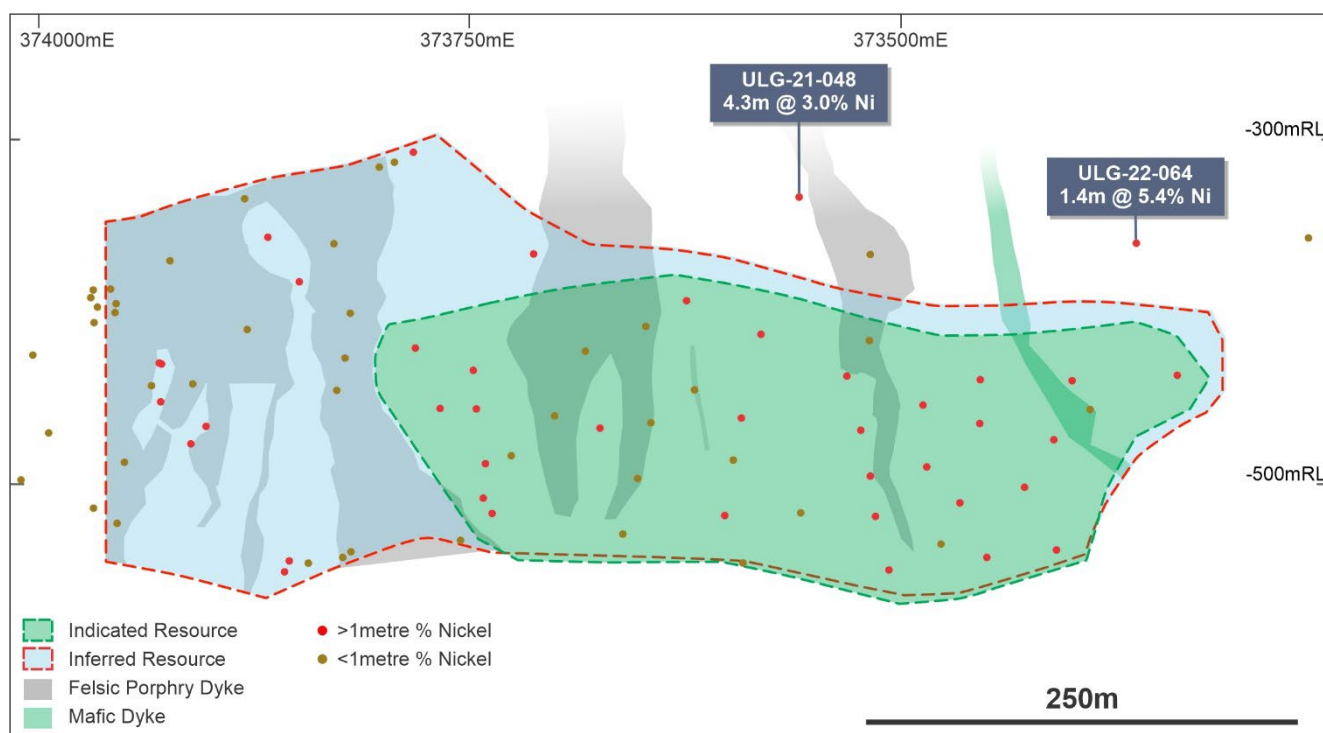 374000mE
373750mE
373500mE
ULG-21-048
4.3m @ 3.0% Ni
-300mRL
ULG-22-064
1.4m @ 5.4% Ni
-500mRL
Indicated Resource
Inferred Resource
Felsic Porphry Dyke
Mafic Dyke
>1metre % Nickel
<1metre % Nickel
250m